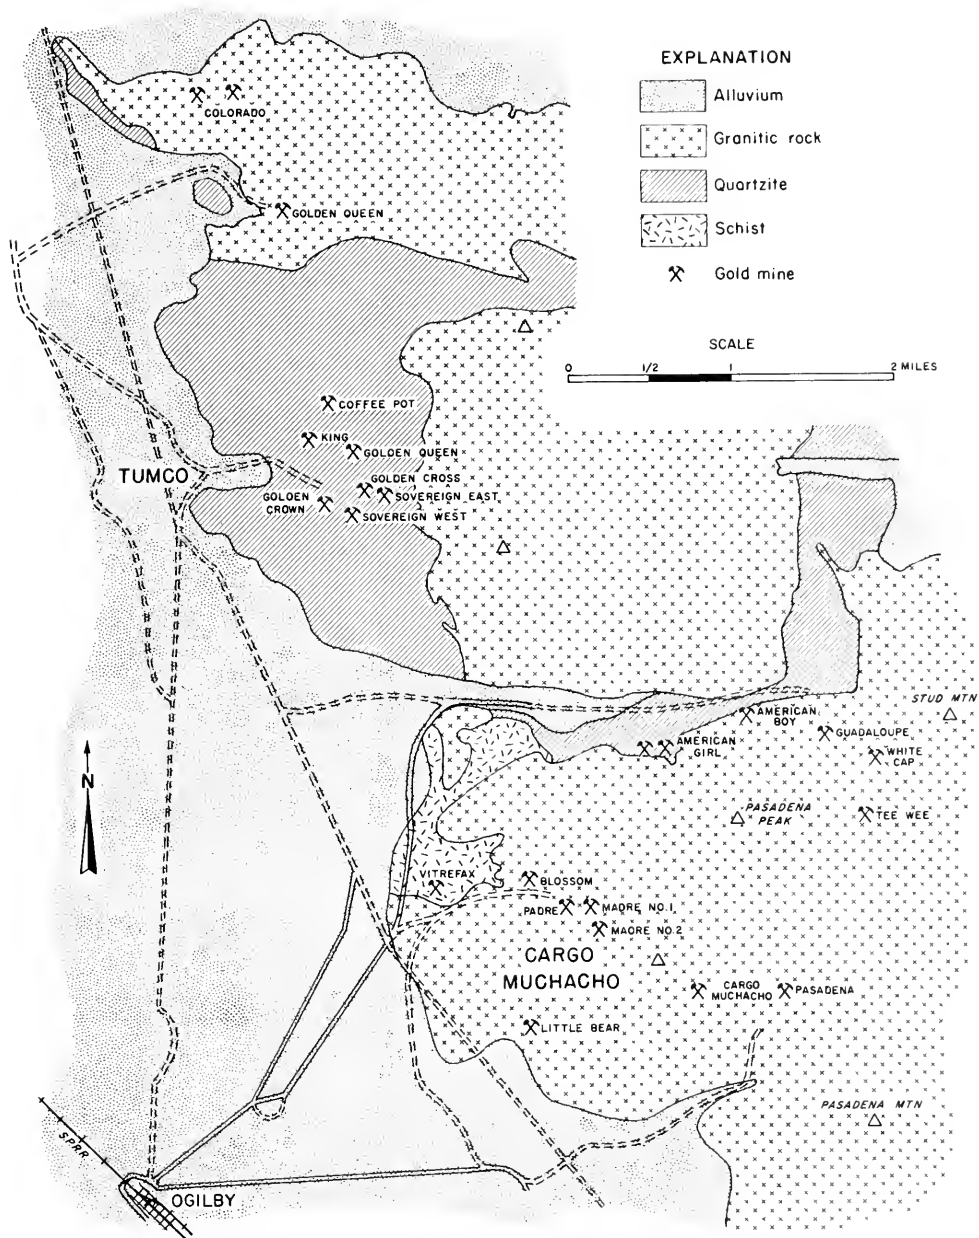 EXPLANATION
Alluvium
Granitic rock
Quartzite
Schist
Gold mine
SCALE
0 1/2 1 2 MILES
COLORADO
GOLDEN QUEEN
COFFEE POT
KING
GOLDEN QUEEN
TUMCO
GOLDEN CROSS
GOLDEN
CROWN
SOVEREIGN EAST
SOVEREIGN WEST
STUD MTN
AMERICAN
BOY
GUADALOUPE
AMERICAN
GIRL
WHITE
CAP
N
PASADENA
PEAK
TEE WEE
VITREFAX
BLOSSOM
PADRE
MADRE NO.1
MADRE NO.2
CARGO
MUCHACHO
CARGO
MUCHACHO
PASADENA
LITTLE BEAR
PASADENA MTN
S.P.R.R.
OGILBY